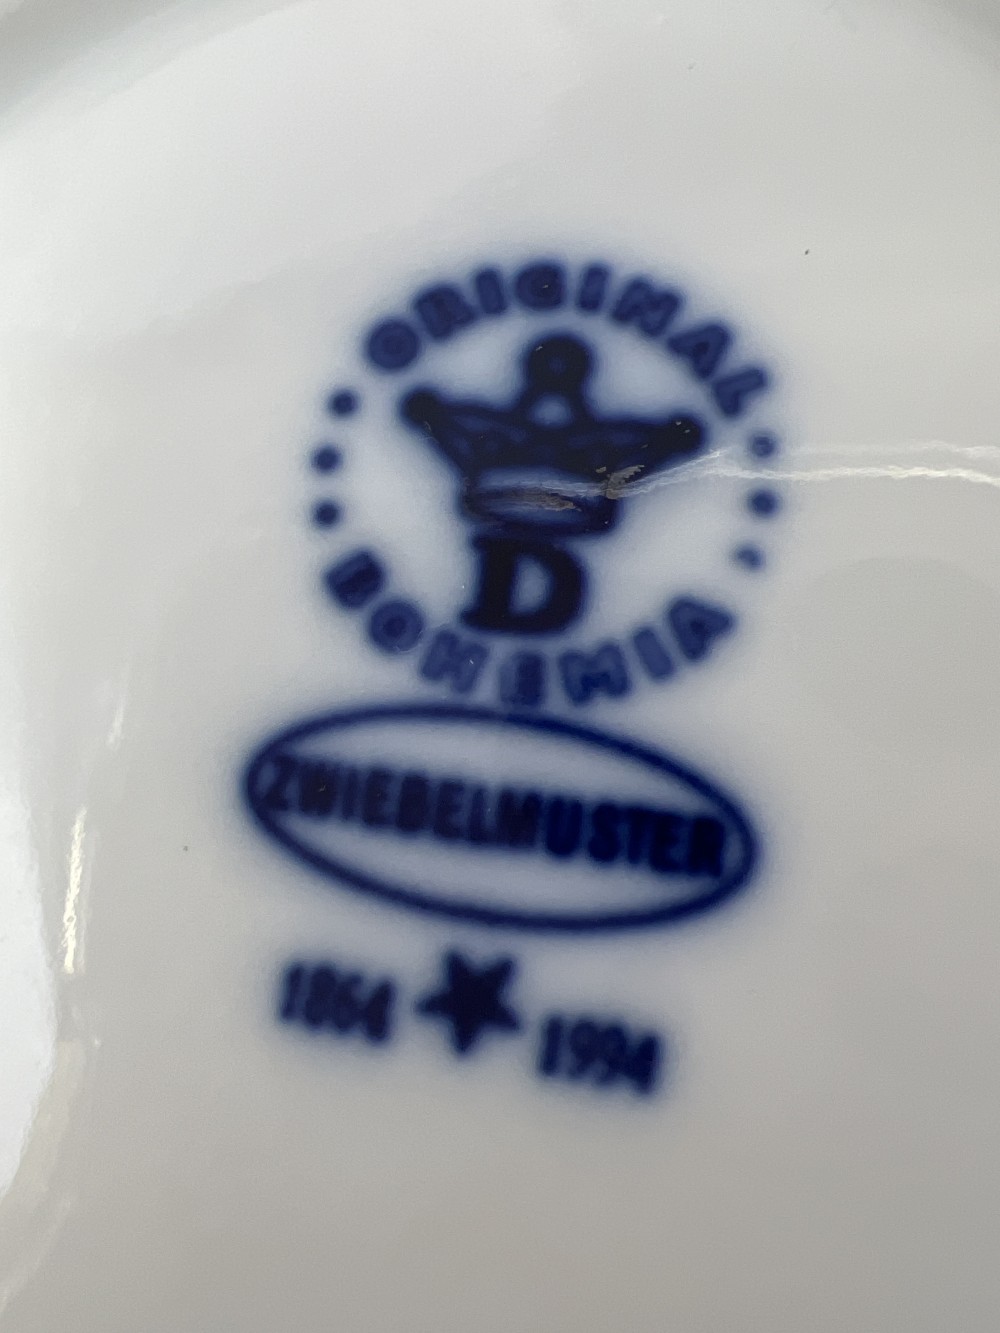 ORIGINAL
D
BOHEMIA
ZWIEBELMUSTER
1864 1994